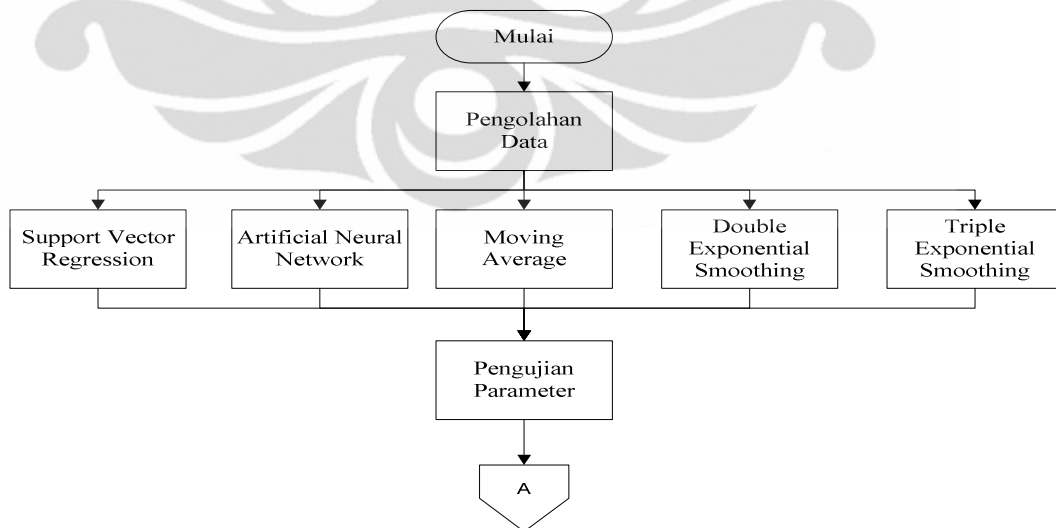 Mulai
Pengolahan
Data
Support Vector
Regression
Artificial Neural
Network
Moving
Average
Double
Exponential
Smoothing
Triple
Exponential
Smoothing
Pengujian
Parameter
A